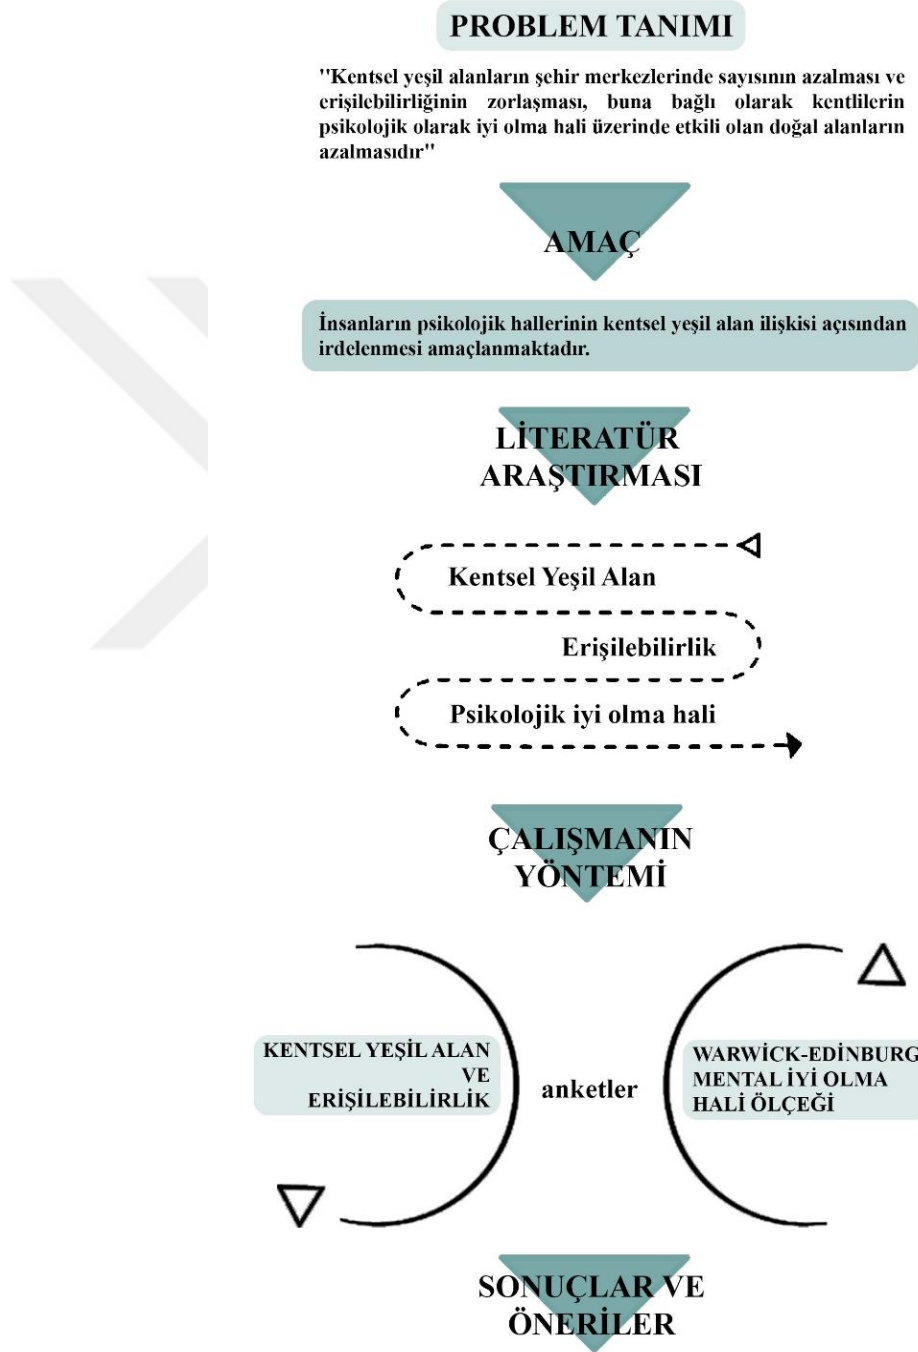 PROBLEM TANIMI
"Kentsel yeşil alanların şehir merkezlerinde sayısının azalması ve
erişilebilirliğinin zorlaşması, buna bağlı olarak kentlilerin
psikolojik olarak iyi olma hali üzerinde etkili olan doğal alanların
azalmasıdır"
AMAÇ
İnsanların psikolojik hallerinin kentsel yeşil alan ilişkisi açısından
irdelenmesi amaçlanmaktadır.
LİTERATÜR
ARAŞTIRMASI
Kentsel Yeşil Alan
Erişilebilirlik
Psikolojik iyi olma hali
ÇALIŞMANIN
YÖNTEMİ
KENTSEL YEŞİL ALAN
VE
ERİŞİLEBİLİRLİK
anketler
WARWİCK-EDİNBURG
MENTAL İYİ OLMA
HALİ ÖLÇEĞİ
SONUÇLAR VE
ÖNERİLER